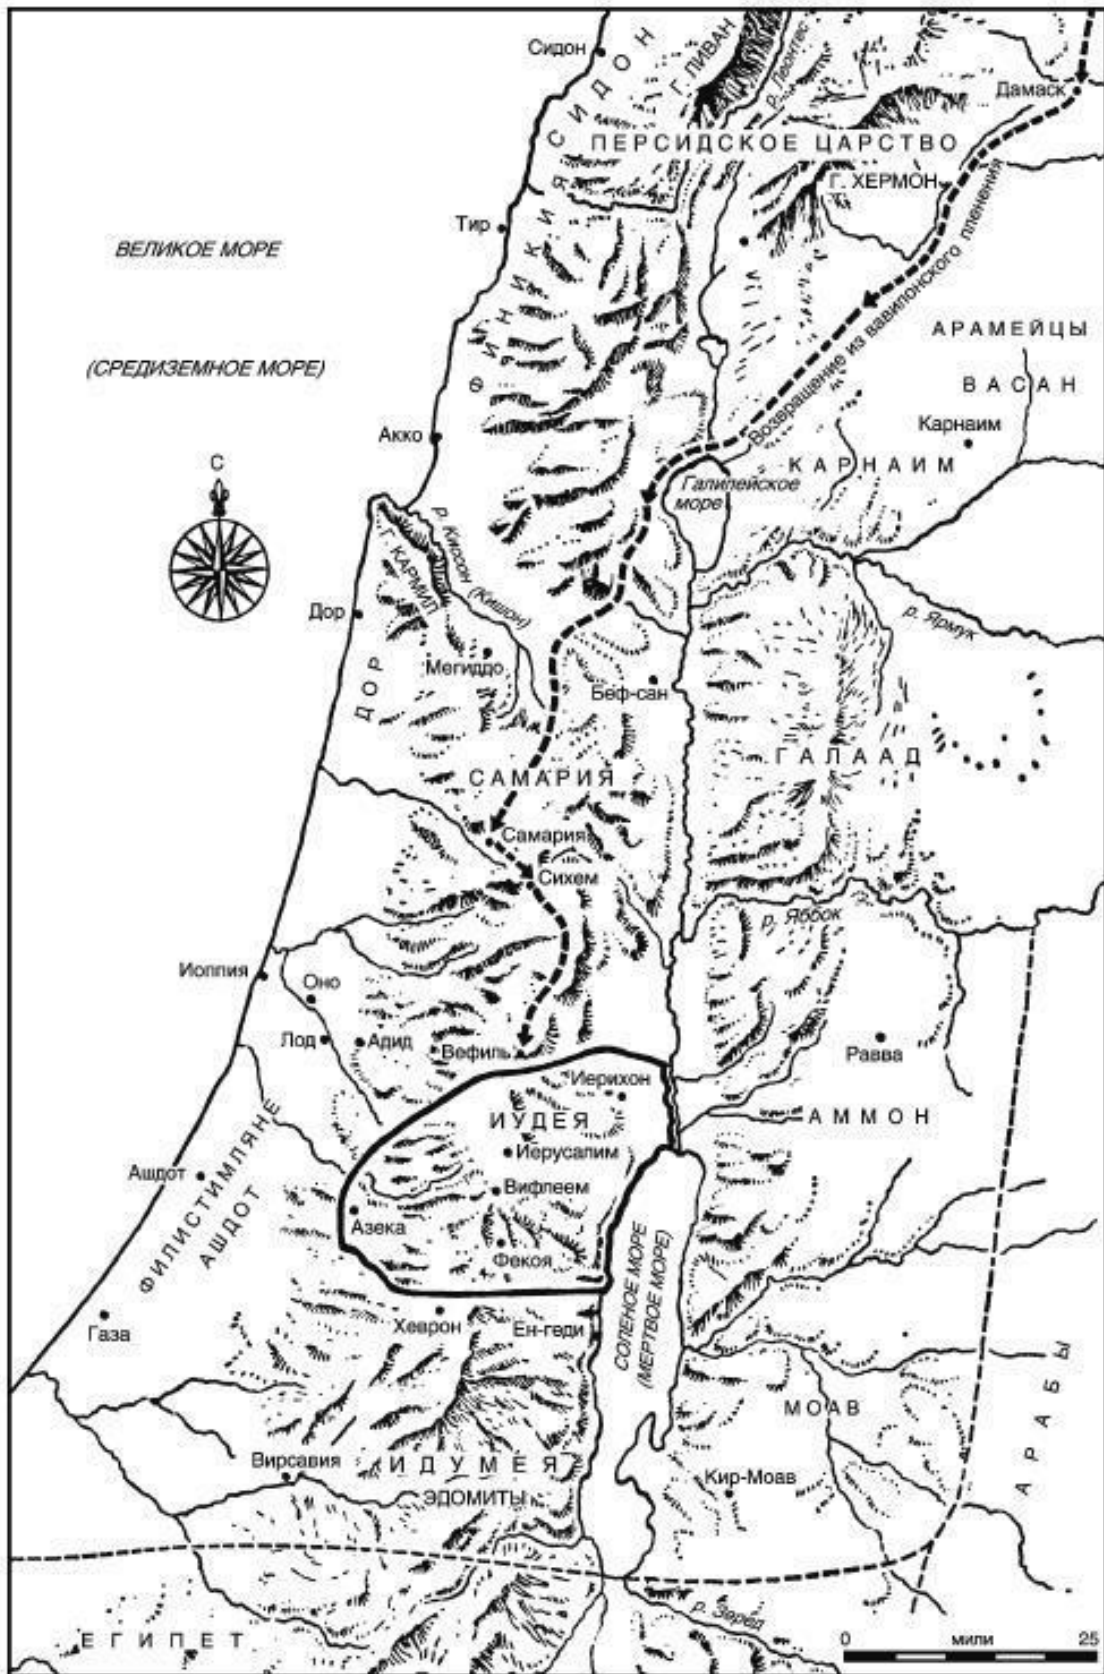 Сидон
СИДОН
Г. ЛИВАН
р. Леонтес
Дамаск
ПЕРСИДСКОЕ ЦАРСТВО
Г. ХЕРМОН
Тир
ФИНИКИЯ
ВЕЛИКОЕ МОРЕ
(СРЕДИЗЕМНОЕ МОРЕ)
Возвращение из вавилонского пленения
АРАМЕЙЦЫ
ВАСАН
Карнаим
КАРНАИМ
Акко
Галилейское
море
С
р. Киссон (Кишон)
Г. КАРМИЛ
Дор
ДОР
Мегиддо
Беф-сан
р. Ярмук
ГАЛААД
САМАРИЯ
Самария
Сихем
р. Яббок
Иоппия
Оно
Лод
Адид
Вефиль
Равва
Иерихон
ИУДЕЯ
АММОН
Иерусалим
Вифлеем
Ашдот
ФИЛИСТИМЛЯНЕ
АШДОТ
Азека
Фекоя
Газа
Хеврон
Ен-геди
СОЛЕНОЕ МОРЕ
(МЕРТВОЕ МОРЕ)
МОАВ
АРАБЫ
Вирсавия
ИДУМЕЯ
ЭДОМИТЫ
Кир-Моав
р. Зеред
ЕГИПЕТ
0 мили 25